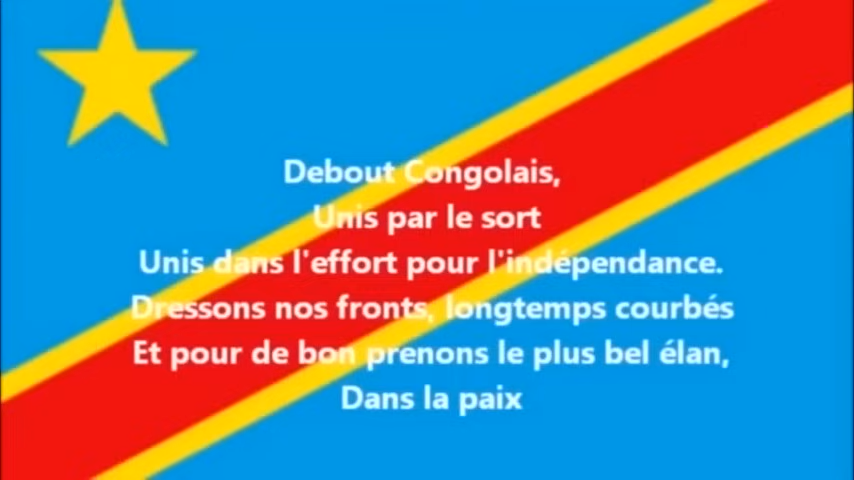 Debout Congolais,
Unis par le sort
Unis dans l'effort pour l'indépendance.
Dressons nos fronts, longtemps courbés
Et pour de bon prenons le plus bel élan,
Dans la paix